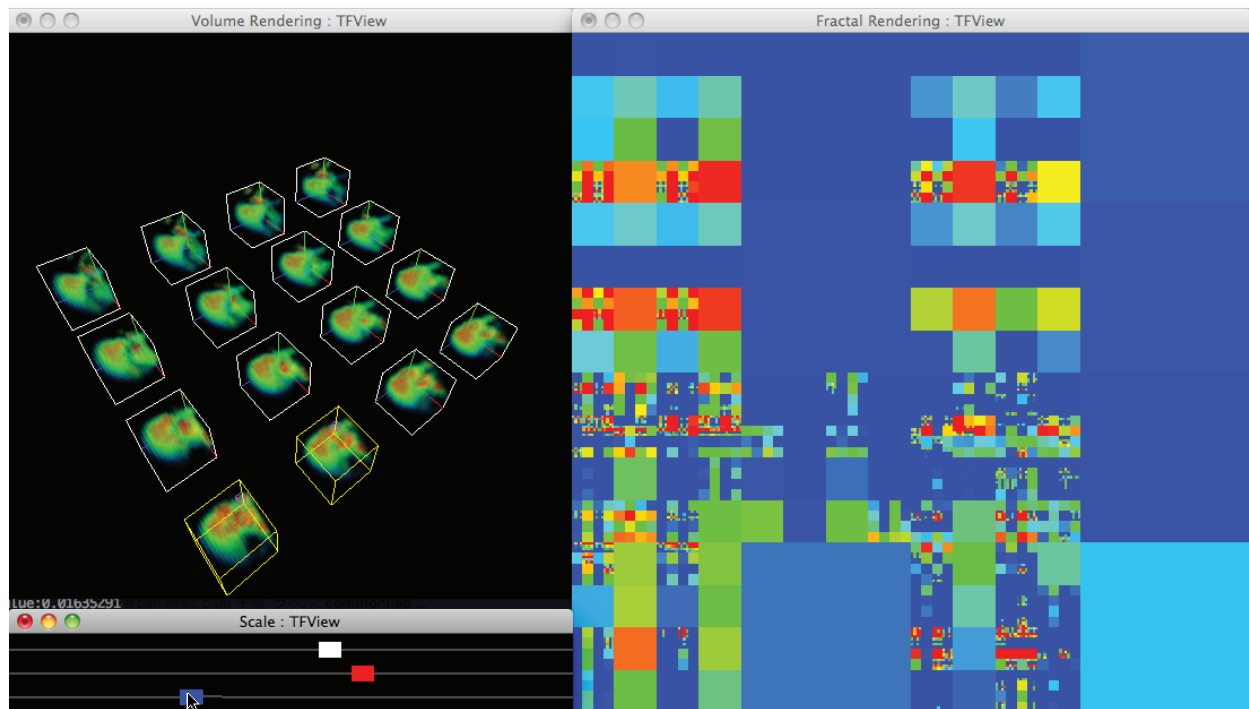 Volume Rendering : TFView
Fractal Rendering : TFView
lue:0.01635291
Scale : TFView